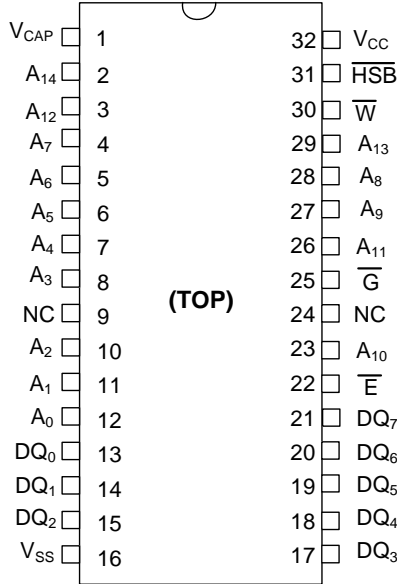 V_CAP 1 32 V_CC
A_14 2 31 H̅S̅B̅
A_12 3 30 W̅
A_7 4 29 A_13
A_6 5 28 A_8
A_5 6 27 A_9
A_4 7 26 A_11
A_3 8 25 G̅
(TOP)
NC 9 24 NC
A_2 10 23 A_10
A_1 11 22 E̅
A_0 12 21 DQ_7
DQ_0 13 20 DQ_6
DQ_1 14 19 DQ_5
DQ_2 15 18 DQ_4
V_SS 16 17 DQ_3